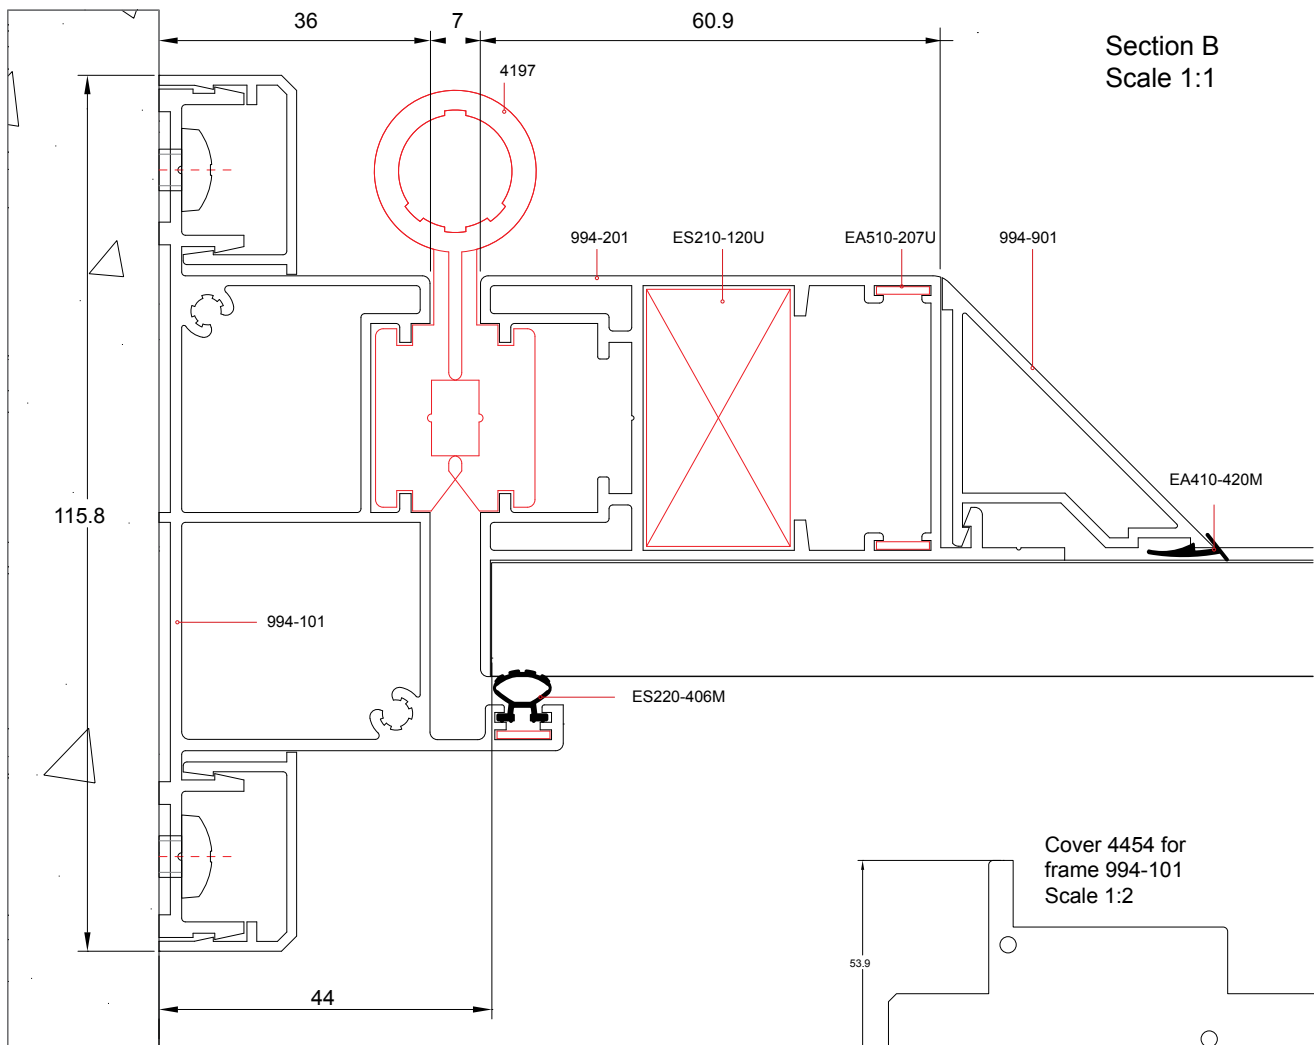 36
7
60.9
Section B
Scale 1:1
4197
994-201
ES210-120U
EA510-207U
994-901
EA410-420M
115.8
994-101
ES220-406M
Cover 4454 for
frame 994-101
Scale 1:2
53.9
44